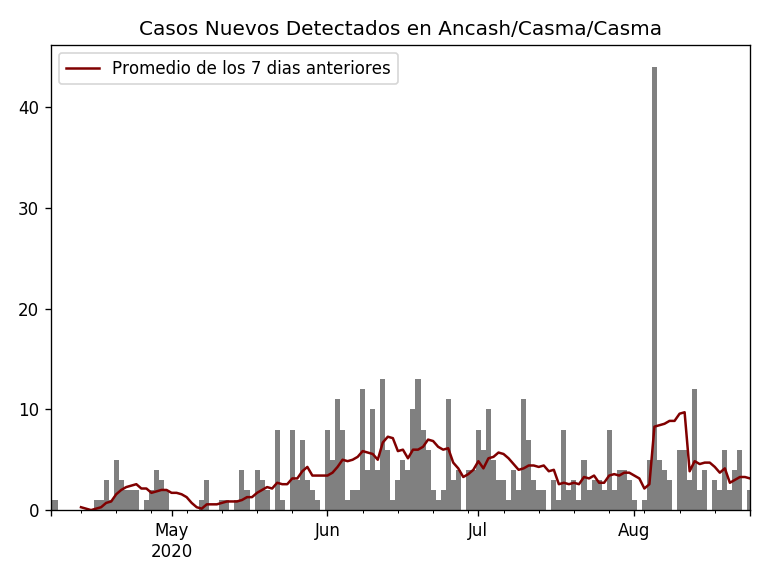 Casos Nuevos Detectados en Ancash/Casma/Casma
Promedio de los 7 dias anteriores
40
30
20
10
0
May
2020
Jun
Jul
Aug